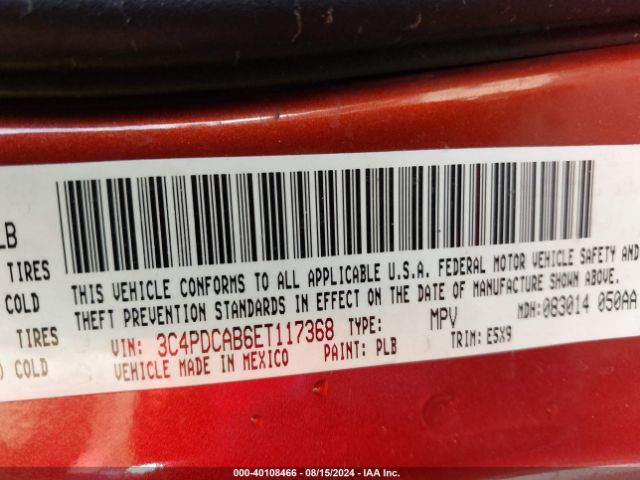 LB
TIRES
COLD
TIRES
) COLD
THIS VEHICLE CONFORMS TO ALL APPLICABLE U.S.A. FEDERAL MOTOR VEHICLE SAFETY AND
THEFT PREVENTION STANDARDS IN EFFECT ON THE DATE OF MANUFACTURE SHOWN ABOVE.
VIN: 3C4PDCAB6ET117368 TYPE: MPV MDH:083014 050AA
VEHICLE MADE IN MEXICO PAINT: PLB TRIM: E5X9
000-40108466 - 08/15/2024 - IAA Inc.